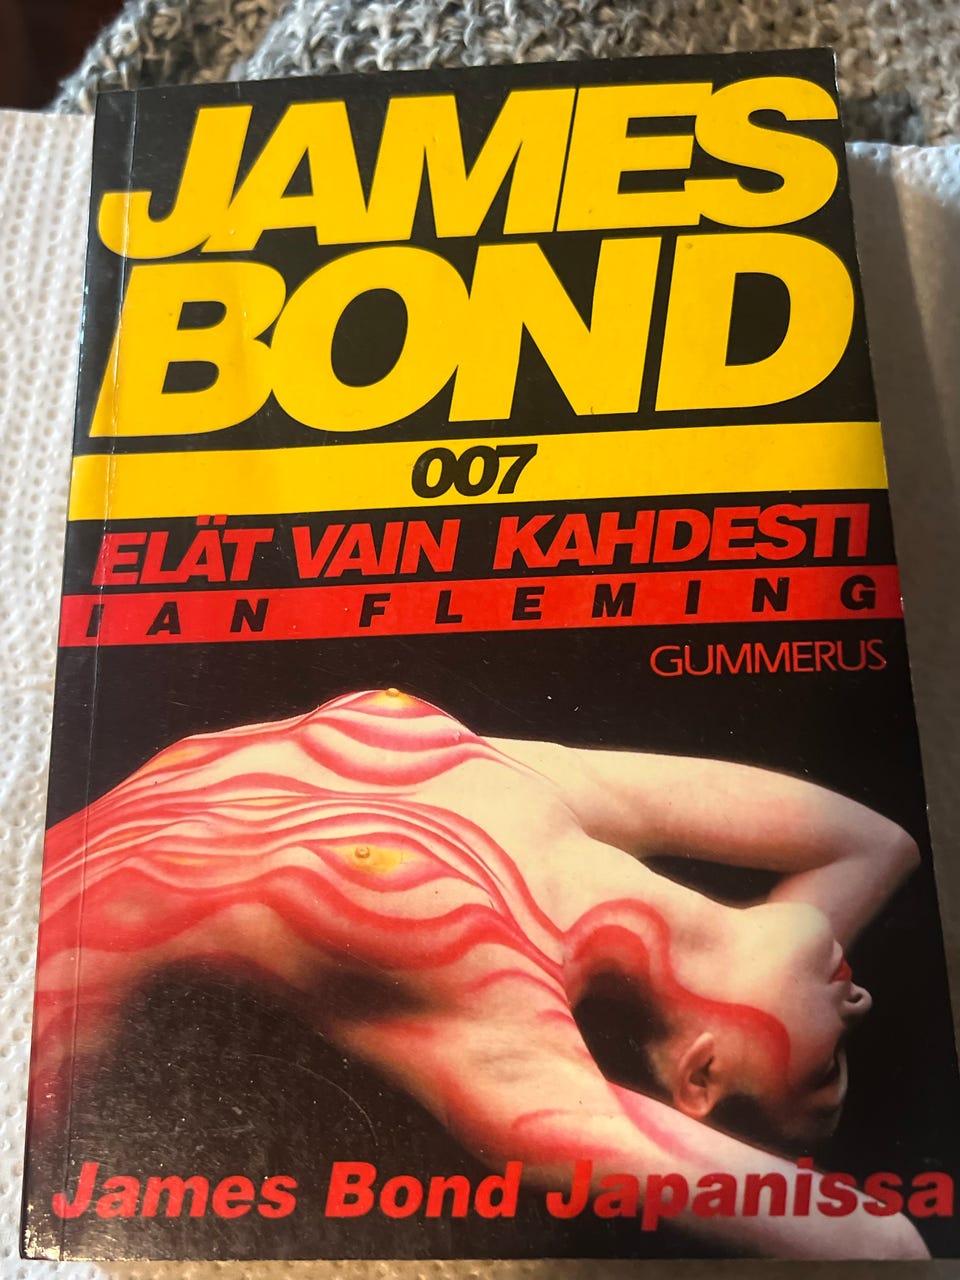 JAMES
BOND
007
ELÄT VAIN KAHDESTI
IAN FLEMING
GUMMERUS
James Bond Japanissa